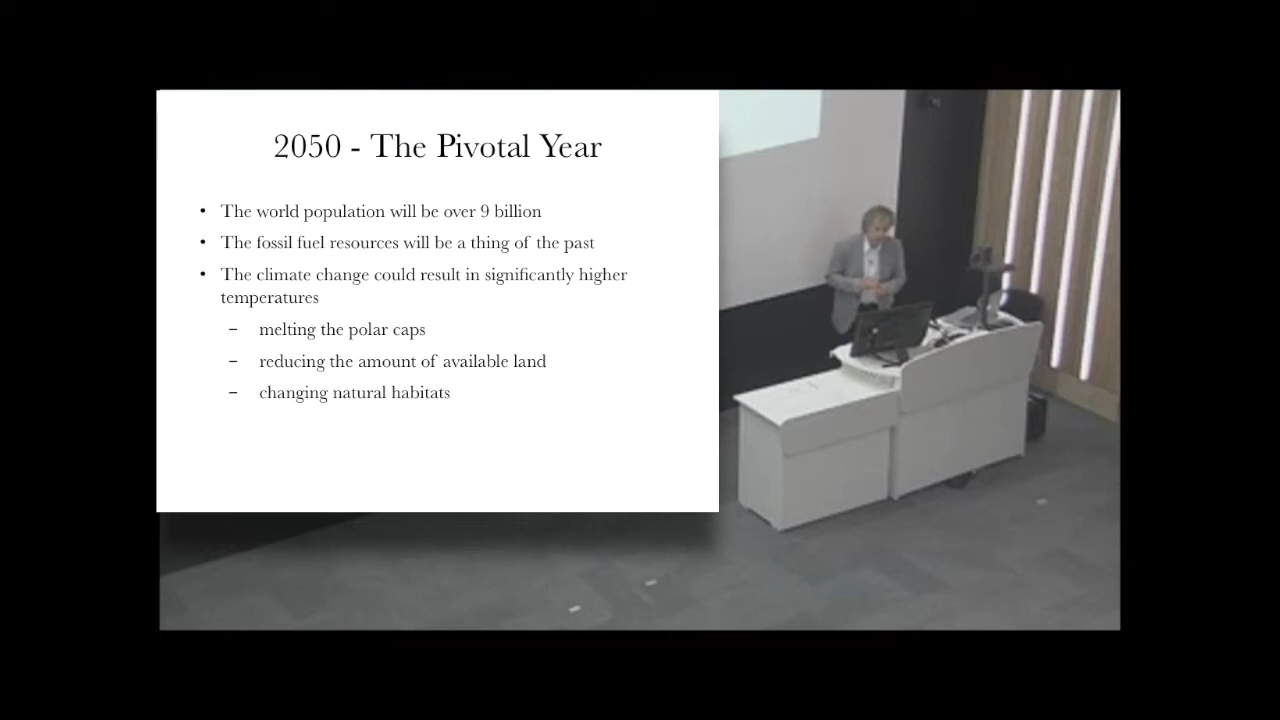 2050 - The Pivotal Year
• The world population will be over 9 billion
• The fossil fuel resources will be a thing of the past
• The climate change could result in significantly higher
temperatures
– melting the polar caps
– reducing the amount of available land
– changing natural habitats